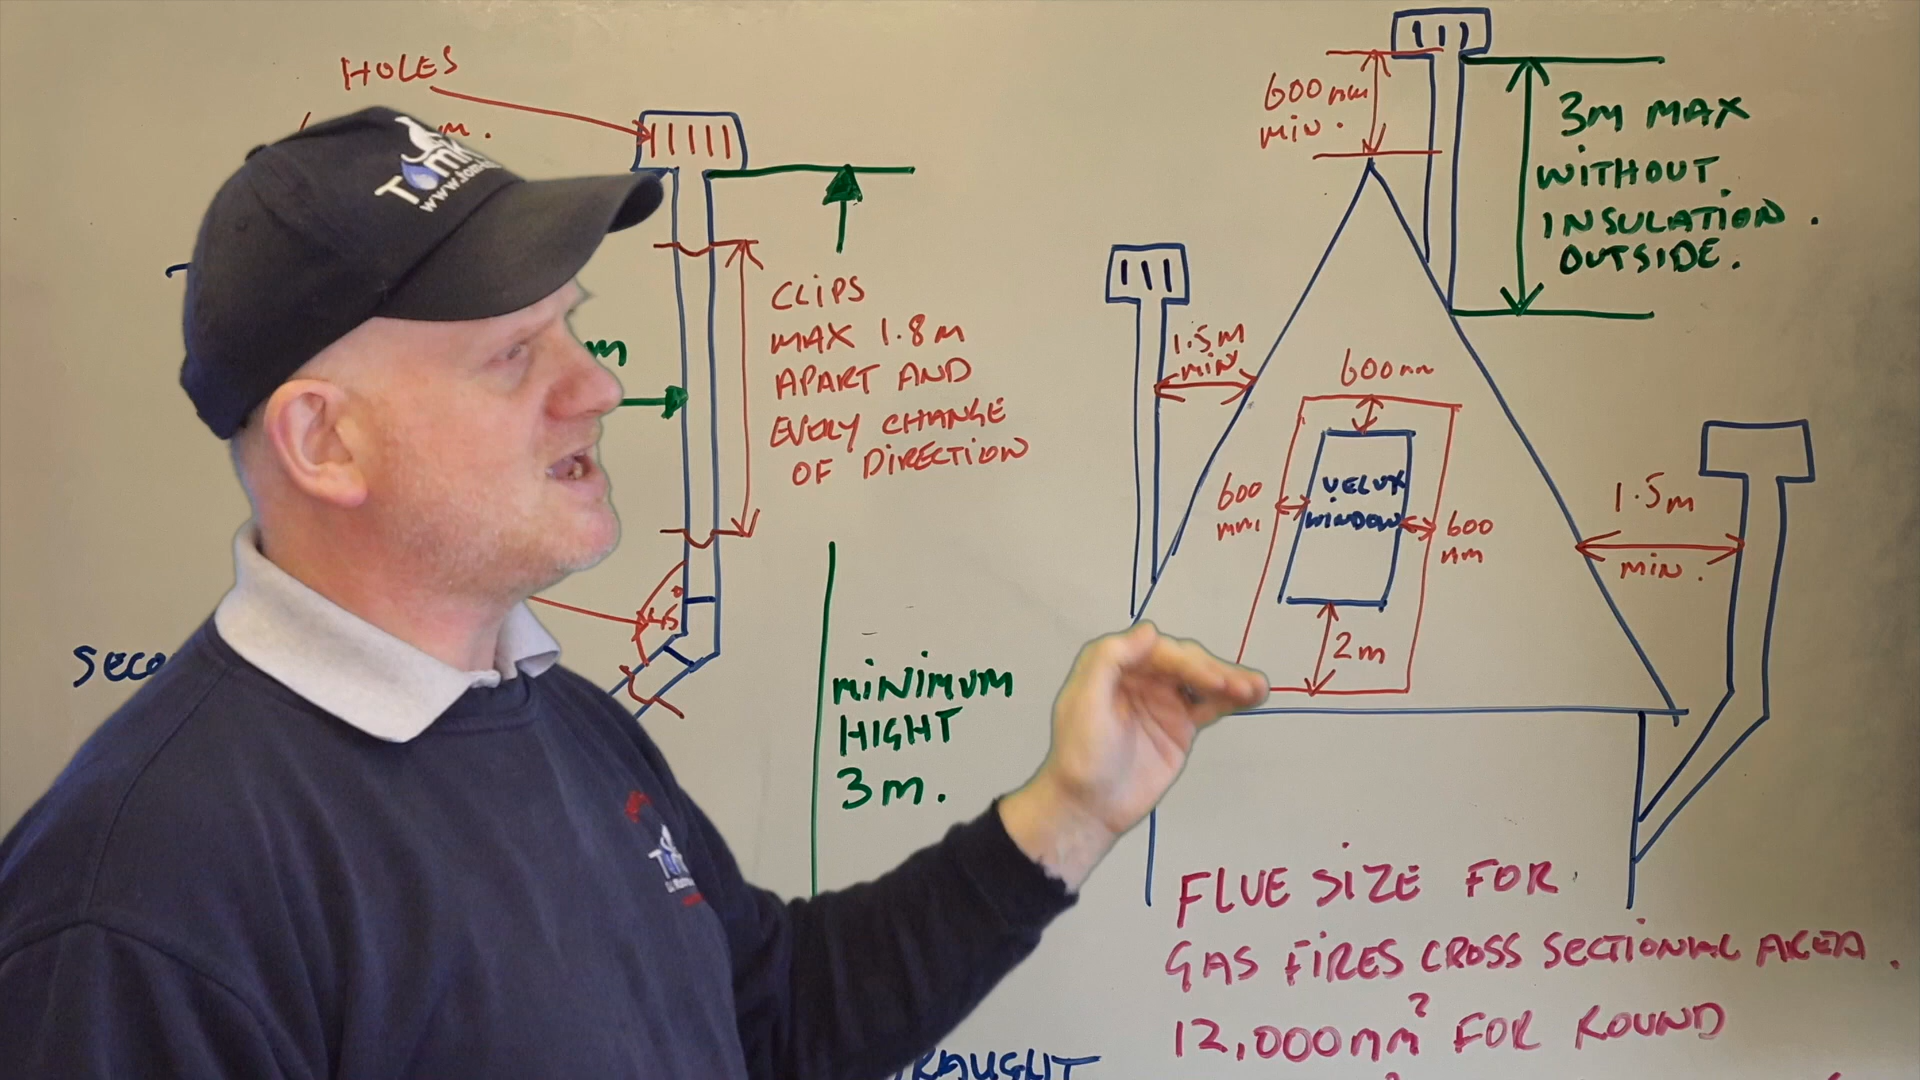 HOLES
m.
CLIPS
MAX 1.8M
APART AND
EVERY CHANGE
OF DIRECTION
m
45°
MINIMUM
HIGHT
3m.
600mm
MIN.
3M MAX
WITHOUT
INSULATION.
OUTSIDE.
1.5M
MIN.
600mm
600
mm
VELUX
WINDOW
600
mm
2m
1.5m
MIN.
FLUE SIZE FOR
GAS FIRES CROSS SECTIONAL AREA.
12,000mm² FOR ROUND